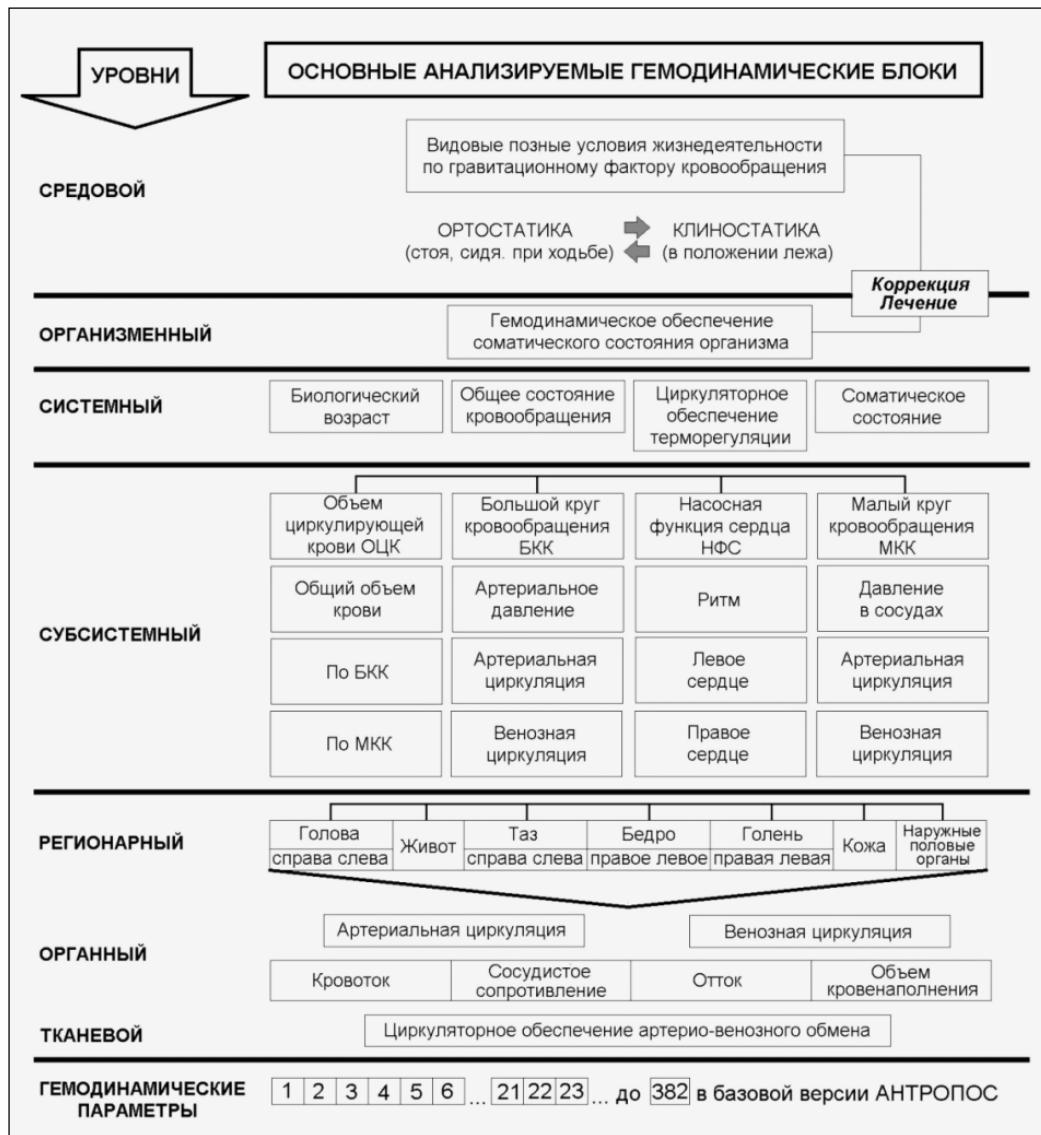 УРОВНИ
ОСНОВНЫЕ АНАЛИЗИРУЕМЫЕ ГЕМОДИНАМИЧЕСКИЕ БЛОКИ
СРЕДОВОЙ
Видовые позные условия жизнедеятельности
по гравитационному фактору кровообращения
ОРТОСТАТИКА
(стоя, сидя. при ходьбе)
КЛИНОСТАТИКА
(в положении лежа)
Коррекция
Лечение
ОРГАНИЗМЕННЫЙ
Гемодинамическое обеспечение
соматического состояния организма
СИСТЕМНЫЙ
Биологический
возраст
Общее состояние
кровообращения
Циркуляторное
обеспечение
терморегуляции
Соматическое
состояние
СУБСИСТЕМНЫЙ
Объем
циркулирующей
крови ОЦК
Большой круг
кровообращения
БКК
Насосная
функция сердца
НФС
Малый круг
кровообращения
МКК
Общий объем
крови
Артериальное
давление
Ритм
Давление
в сосудах
По БКК
Артериальная
циркуляция
Левое
сердце
Артериальная
циркуляция
По МКК
Венозная
циркуляция
Правое
сердце
Венозная
циркуляция
РЕГИОНАРНЫЙ
Голова
справа слева
Живот
Таз
справа слева
Бедро
правое левое
Голень
правая левая
Кожа
Наружные
половые
органы
ОРГАННЫЙ
Артериальная циркуляция
Венозная циркуляция
Кровоток
Сосудистое
сопротивление
Отток
Объем
кровенаполнения
ТКАНЕВОЙ
Циркуляторное обеспечение артерио-венозного обмена
ГЕМОДИНАМИЧЕСКИЕ
ПАРАМЕТРЫ
1 2 3 4 5 6 ... 21 22 23 ... до 382 в базовой версии АНТРОПОС